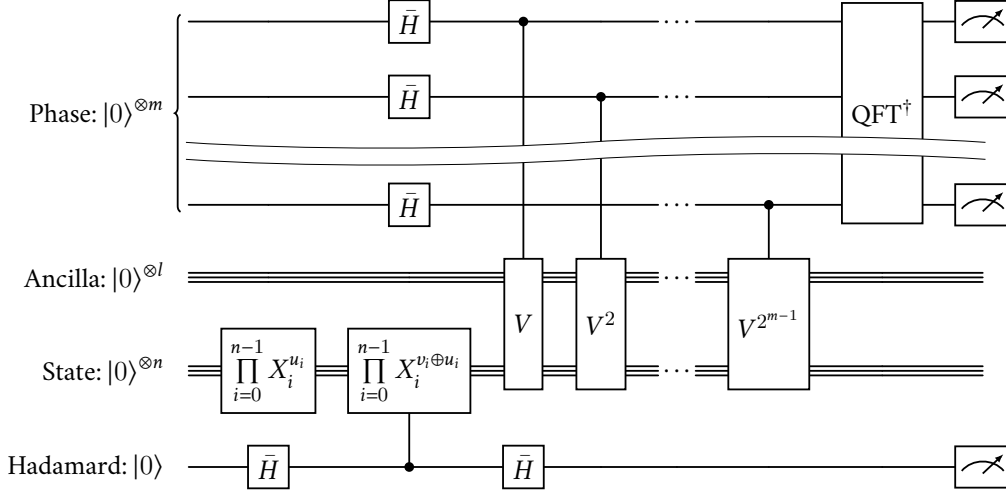 H̄ ···
Phase: |0⟩^{⊗m} H̄ ··· QFT†
H̄ ···
Ancilla: |0⟩^{⊗l} V V^2 ··· V^{2^{m−1}}
State: |0⟩^{⊗n} ∏_{i=0}^{n−1} X_i^{u_i} ∏_{i=0}^{n−1} X_i^{v_i⊕u_i} ···
Hadamard: |0⟩ H̄ H̄